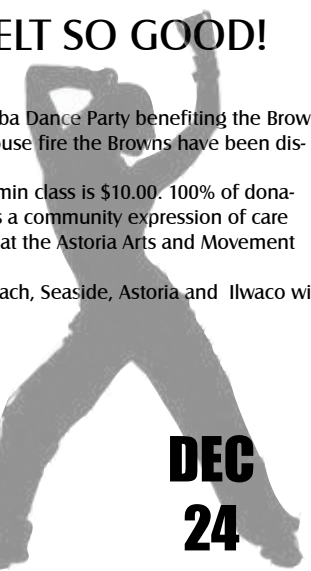 ELT SO GOOD!
ba Dance Party benefiting the Brow
ouse fire the Browns have been dis-
min class is $10.00. 100% of dona-
s a community expression of care
at the Astoria Arts and Movement
ach, Seaside, Astoria and Ilwaco wi
DEC
24